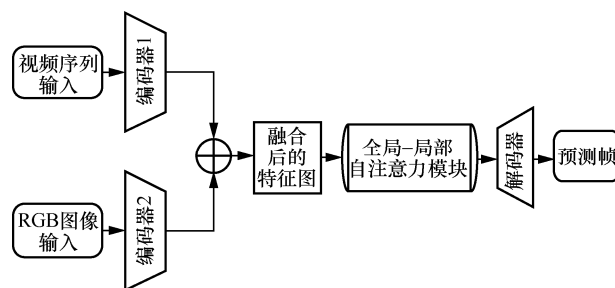 视频序列
输入
编码器1
RGB图像
输入
编码器2
融合
后的
特征图
全局-局部
自注意力模块
解码器
预测帧